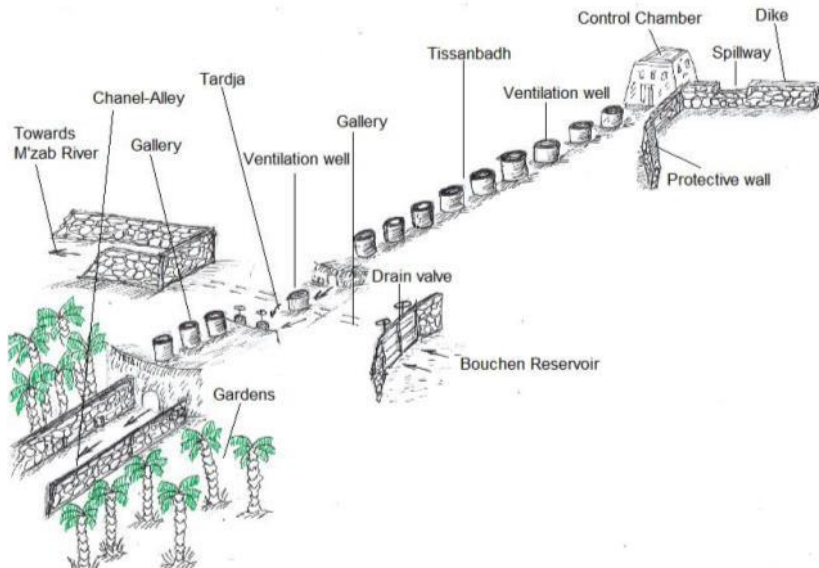 Control Chamber
Dike
Spillway
Tissanbadh
Tardja
Ventilation well
Chanel-Alley
Gallery
Towards
M'zab River
Gallery
Ventilation well
Protective wall
Drain valve
Bouchen Reservoir
Gardens